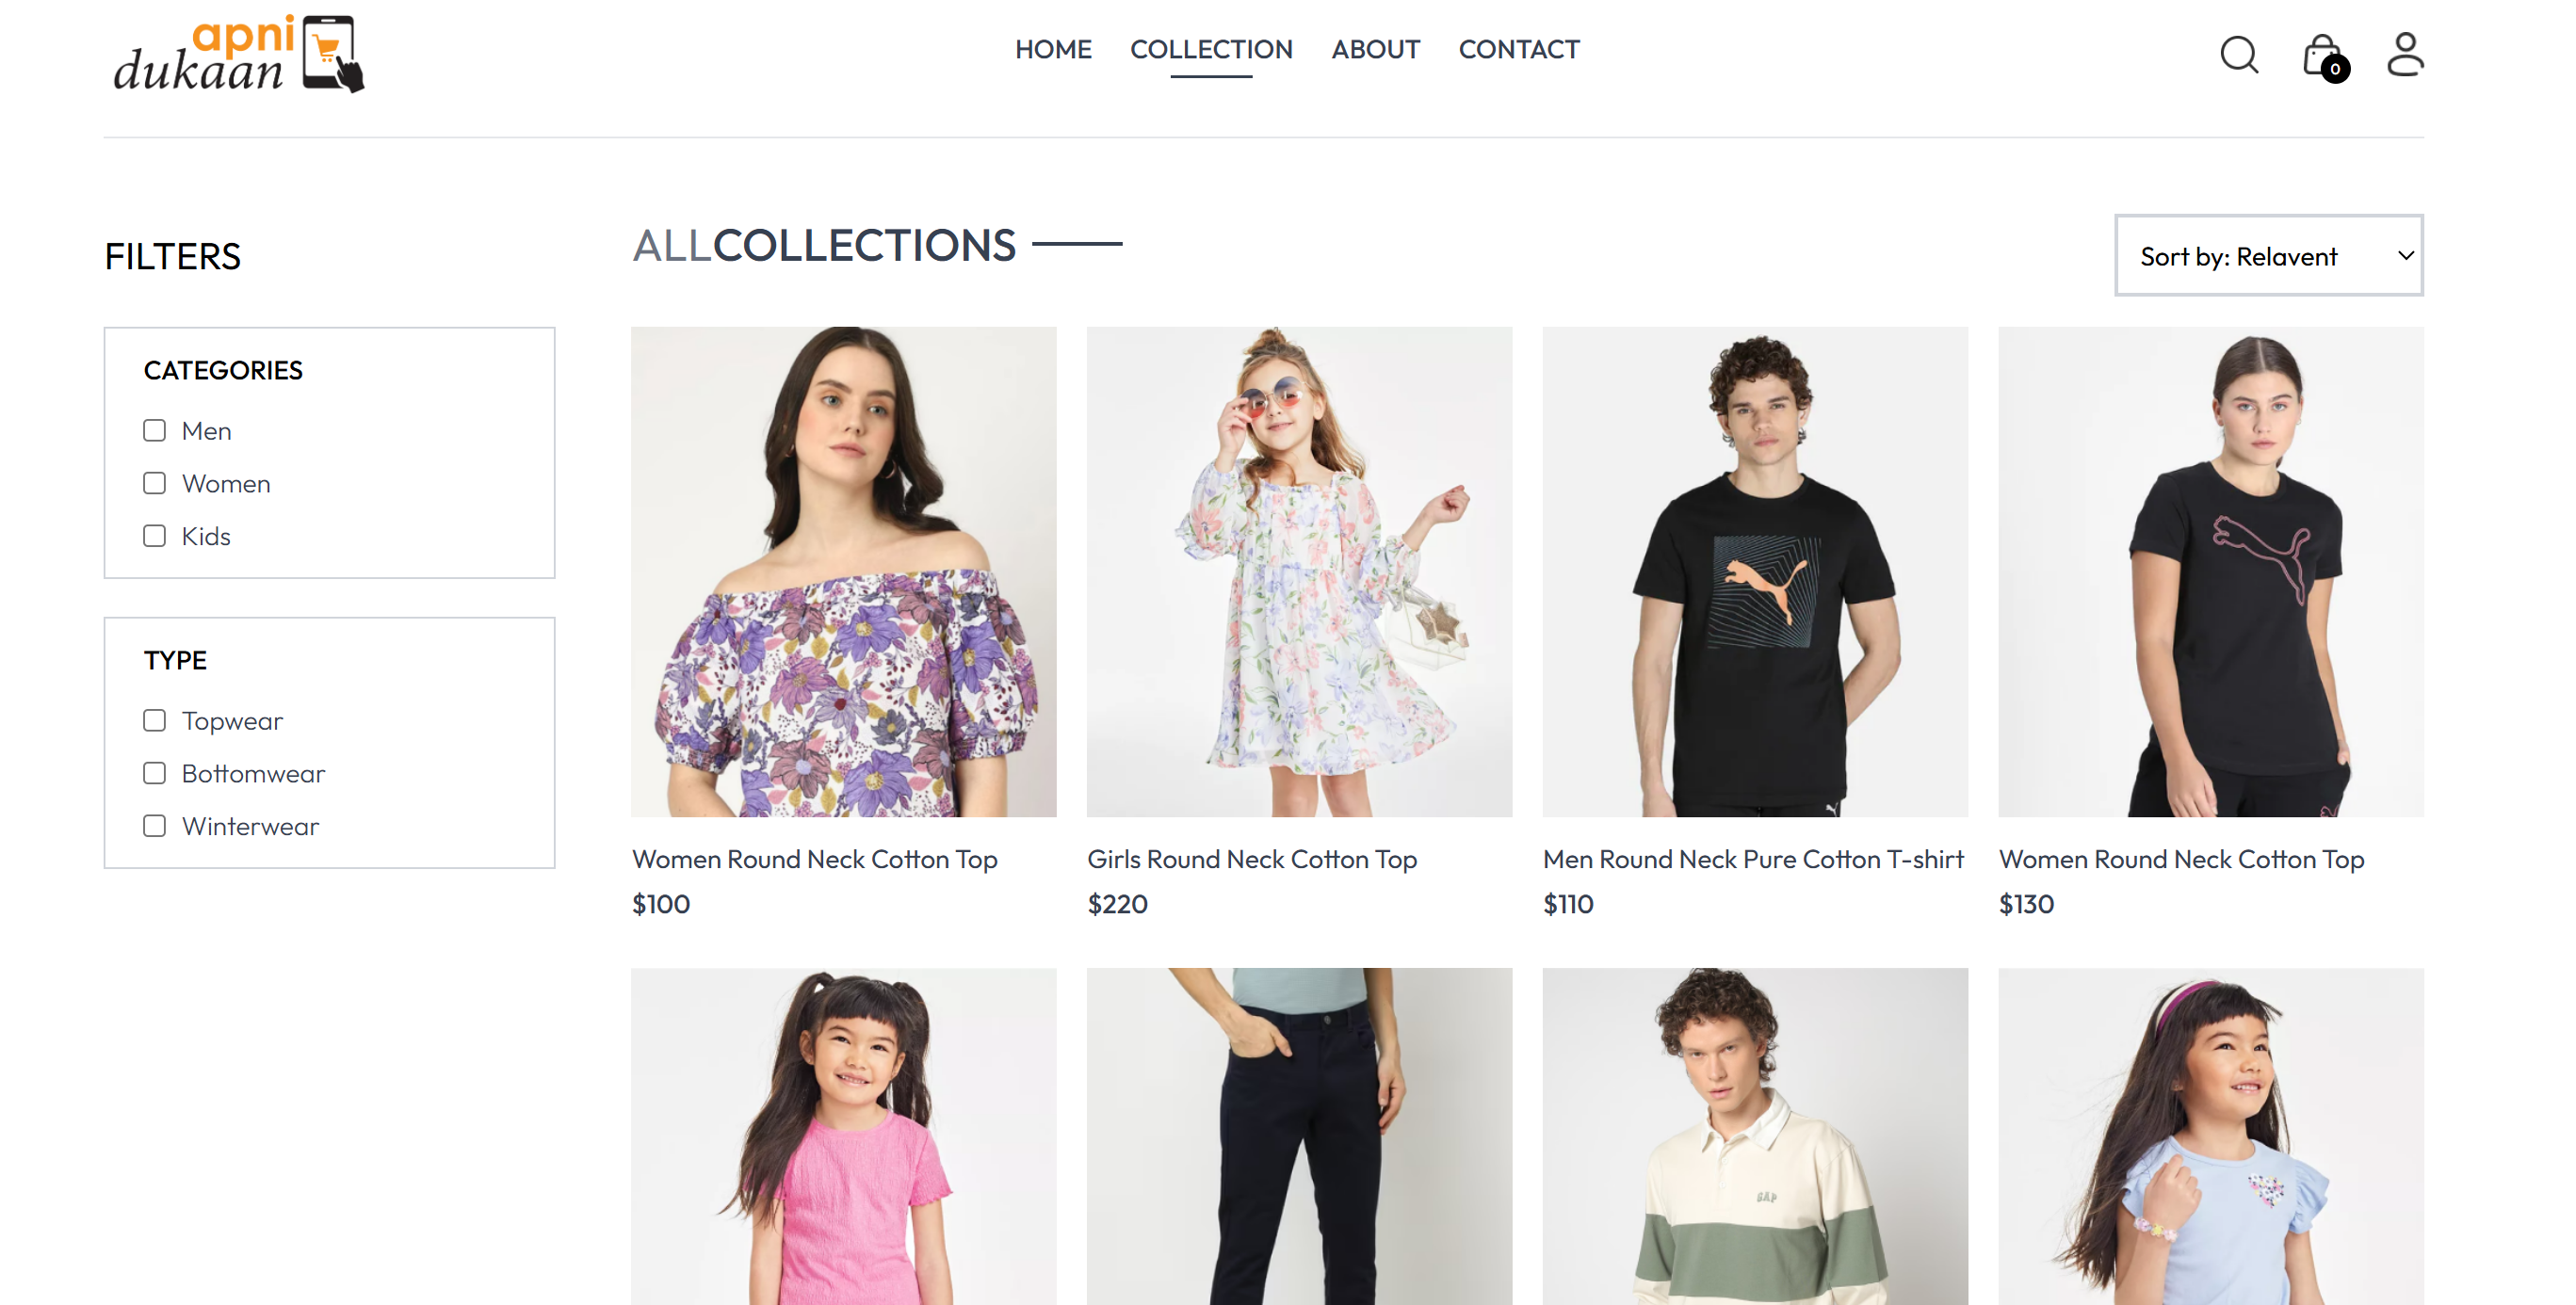 apni
dukaan
HOME COLLECTION ABOUT CONTACT
0
FILTERS
ALLCOLLECTIONS
Sort by: Relavent
CATEGORIES
Men
Women
Kids
TYPE
Topwear
Bottomwear
Winterwear
Women Round Neck Cotton Top
$100
Girls Round Neck Cotton Top
$220
Men Round Neck Pure Cotton T-shirt
$110
Women Round Neck Cotton Top
$130
GAP